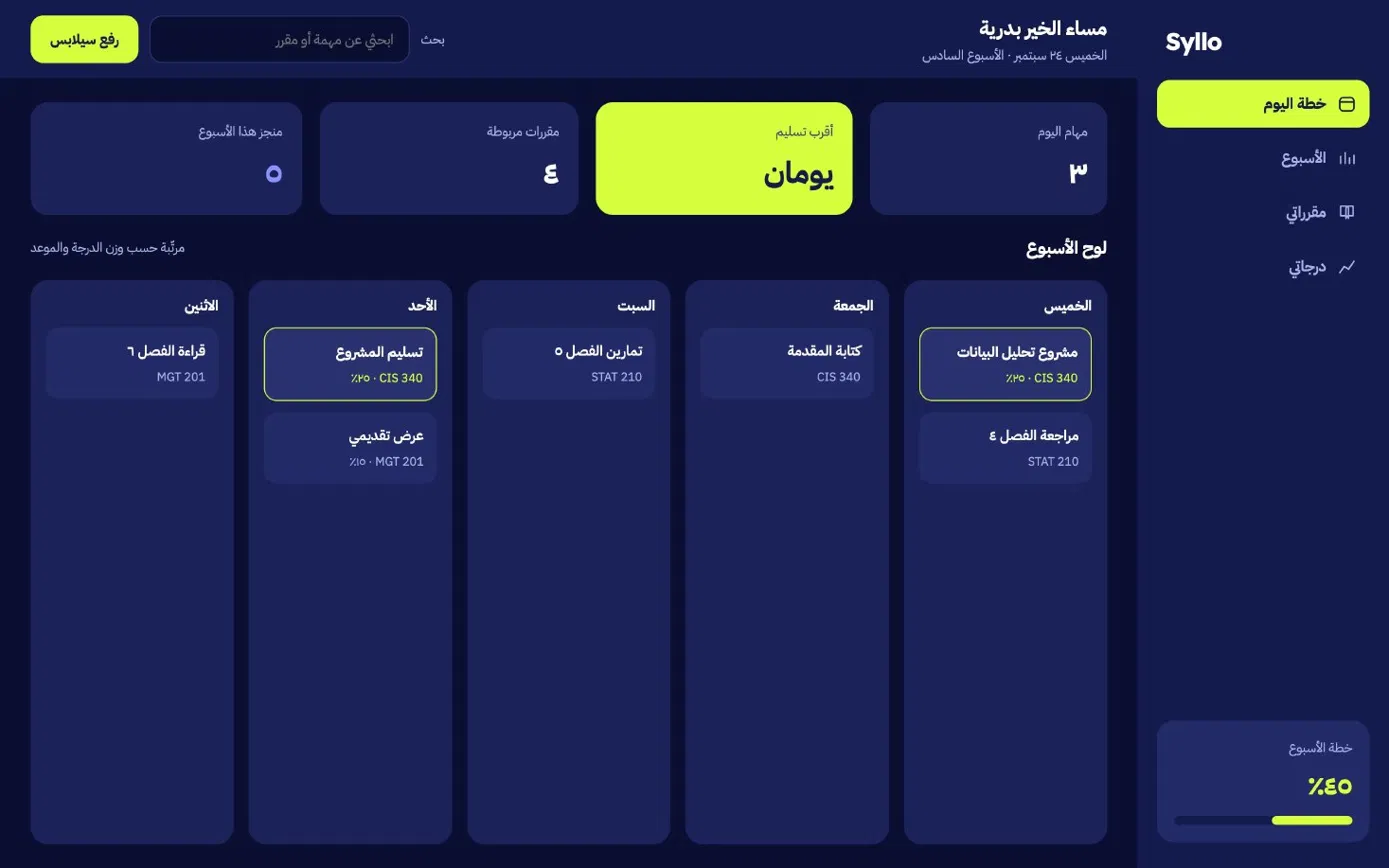 Syllo
خطة اليوم
الأسبوع
مقرراتي
درجاتي
خطة الأسبوع
٤٥٪
مساء الخير بدرية
الخميس ٢٤ سبتمبر · الأسبوع السادس
بحث
ابحثي عن مهمة أو مقرر
رفع سيلابس
مهام اليوم
٣
أقرب تسليم
يومان
مقررات مربوطة
٤
منجز هذا الأسبوع
٥
لوح الأسبوع
مرتّبة حسب وزن الدرجة والموعد
الخميس
مشروع تحليل البيانات
CIS 340 · ٢٥٪
مراجعة الفصل ٤
STAT 210
الجمعة
كتابة المقدمة
CIS 340
السبت
تمارين الفصل ٥
STAT 210
الأحد
تسليم المشروع
CIS 340 · ٢٥٪
عرض تقديمي
MGT 201 · ١٥٪
الاثنين
قراءة الفصل ٦
MGT 201